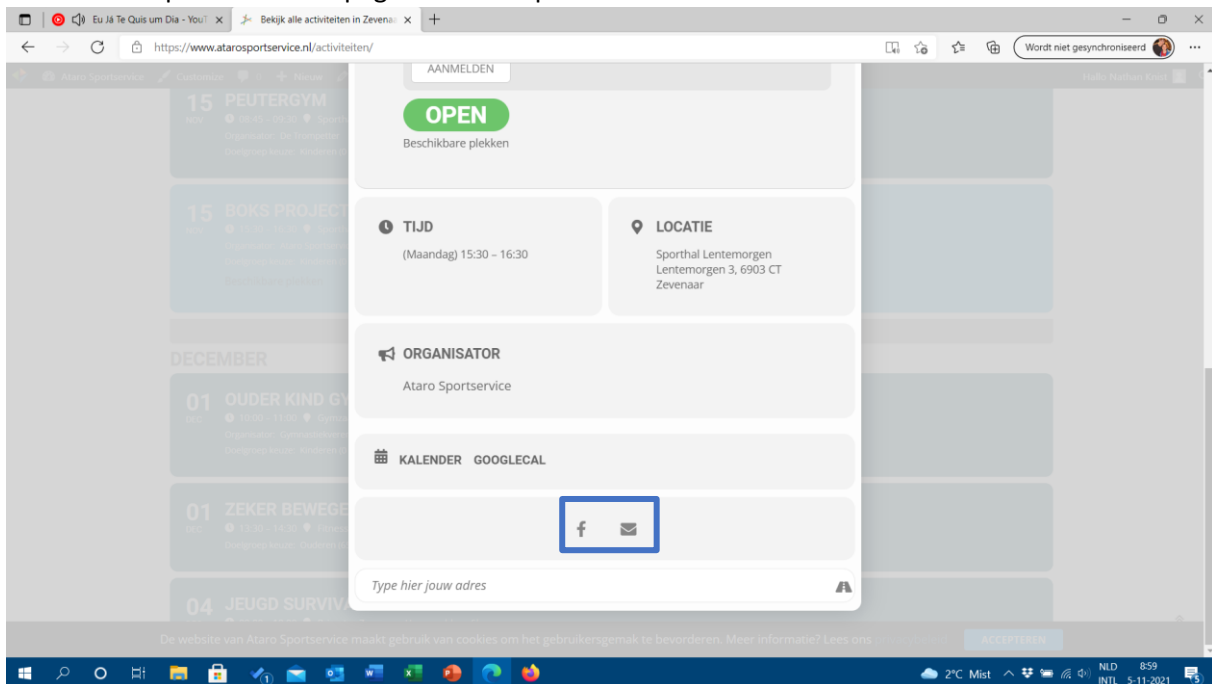 Eu Já Te Quis um Dia - YouT
Bekijk alle activiteiten in Zevenaa
https://www.atarosportservice.nl/activiteiten/
Wordt niet gesynchroniseerd
Ataro Sportservice Customize Nieuw
Hallo Nathan
AANMELDEN
OPEN
Beschikbare plekken
15 PEUTERGYM
15 BOKS PROJECT
TIJD
(Maandag) 15:30 – 16:30
LOCATIE
Sporthal Lentemorgen
Lentemorgen 3, 6903 CT
Zevenaar
ORGANISATOR
Ataro Sportservice
DECEMBER
01 OUDER KIND GY
KALENDER GOOGLECAL
01 ZEKER BEWEGE
Type hier jouw adres
04 JEUGD SURVIVA
De website van Ataro Sportservice maakt gebruik van cookies om het gebruikersgemak te bevorderen. Meer informatie? Lees ons
ACCEPTEREN
2°C Mist
NLD 8:59
INTL 5-11-2021